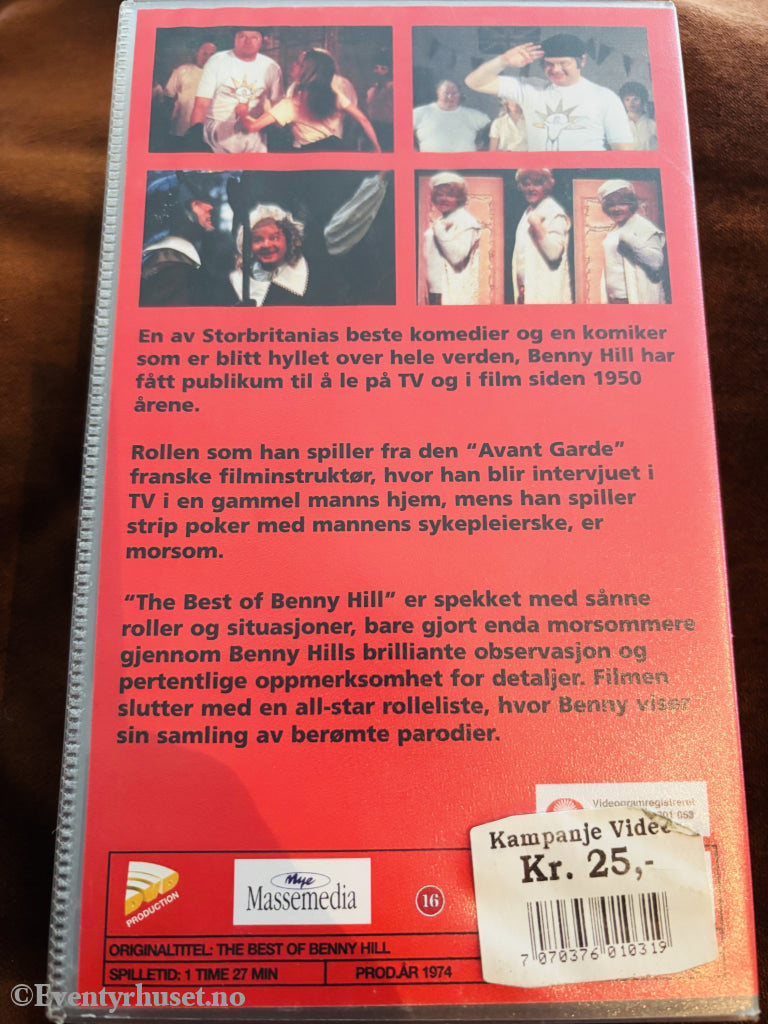 En av Storbritanias beste komedier og en komiker
som er blitt hyllet over hele verden, Benny Hill har
fått publikum til å le på TV og i film siden 1950
årene.
Rollen som han spiller fra den “Avant Garde”
franske filminstruktør, hvor han blir intervjuet i
TV i en gammel manns hjem, mens han spiller
strip poker med mannens sykepleierske, er
morsom.
“The Best of Benny Hill” er spekket med sånne
roller og situasjoner, bare gjort enda morsommere
gjennom Benny Hills brilliante observasjon og
pertentlige oppmerksomhet for detaljer. Filmen
slutter med en all-star rolleliste, hvor Benny viser
sin samling av berømte parodier.
Videogramregistreret
Kampanje Video
Kr. 25,-
7 070376 010319
DVD
PRODUCTION
Nye
Massemedia
16
ORIGINALTITEL: THE BEST OF BENNY HILL
SPILLETID: 1 TIME 27 MIN
PROD.ÅR 1974
©Eventyrhuset.no